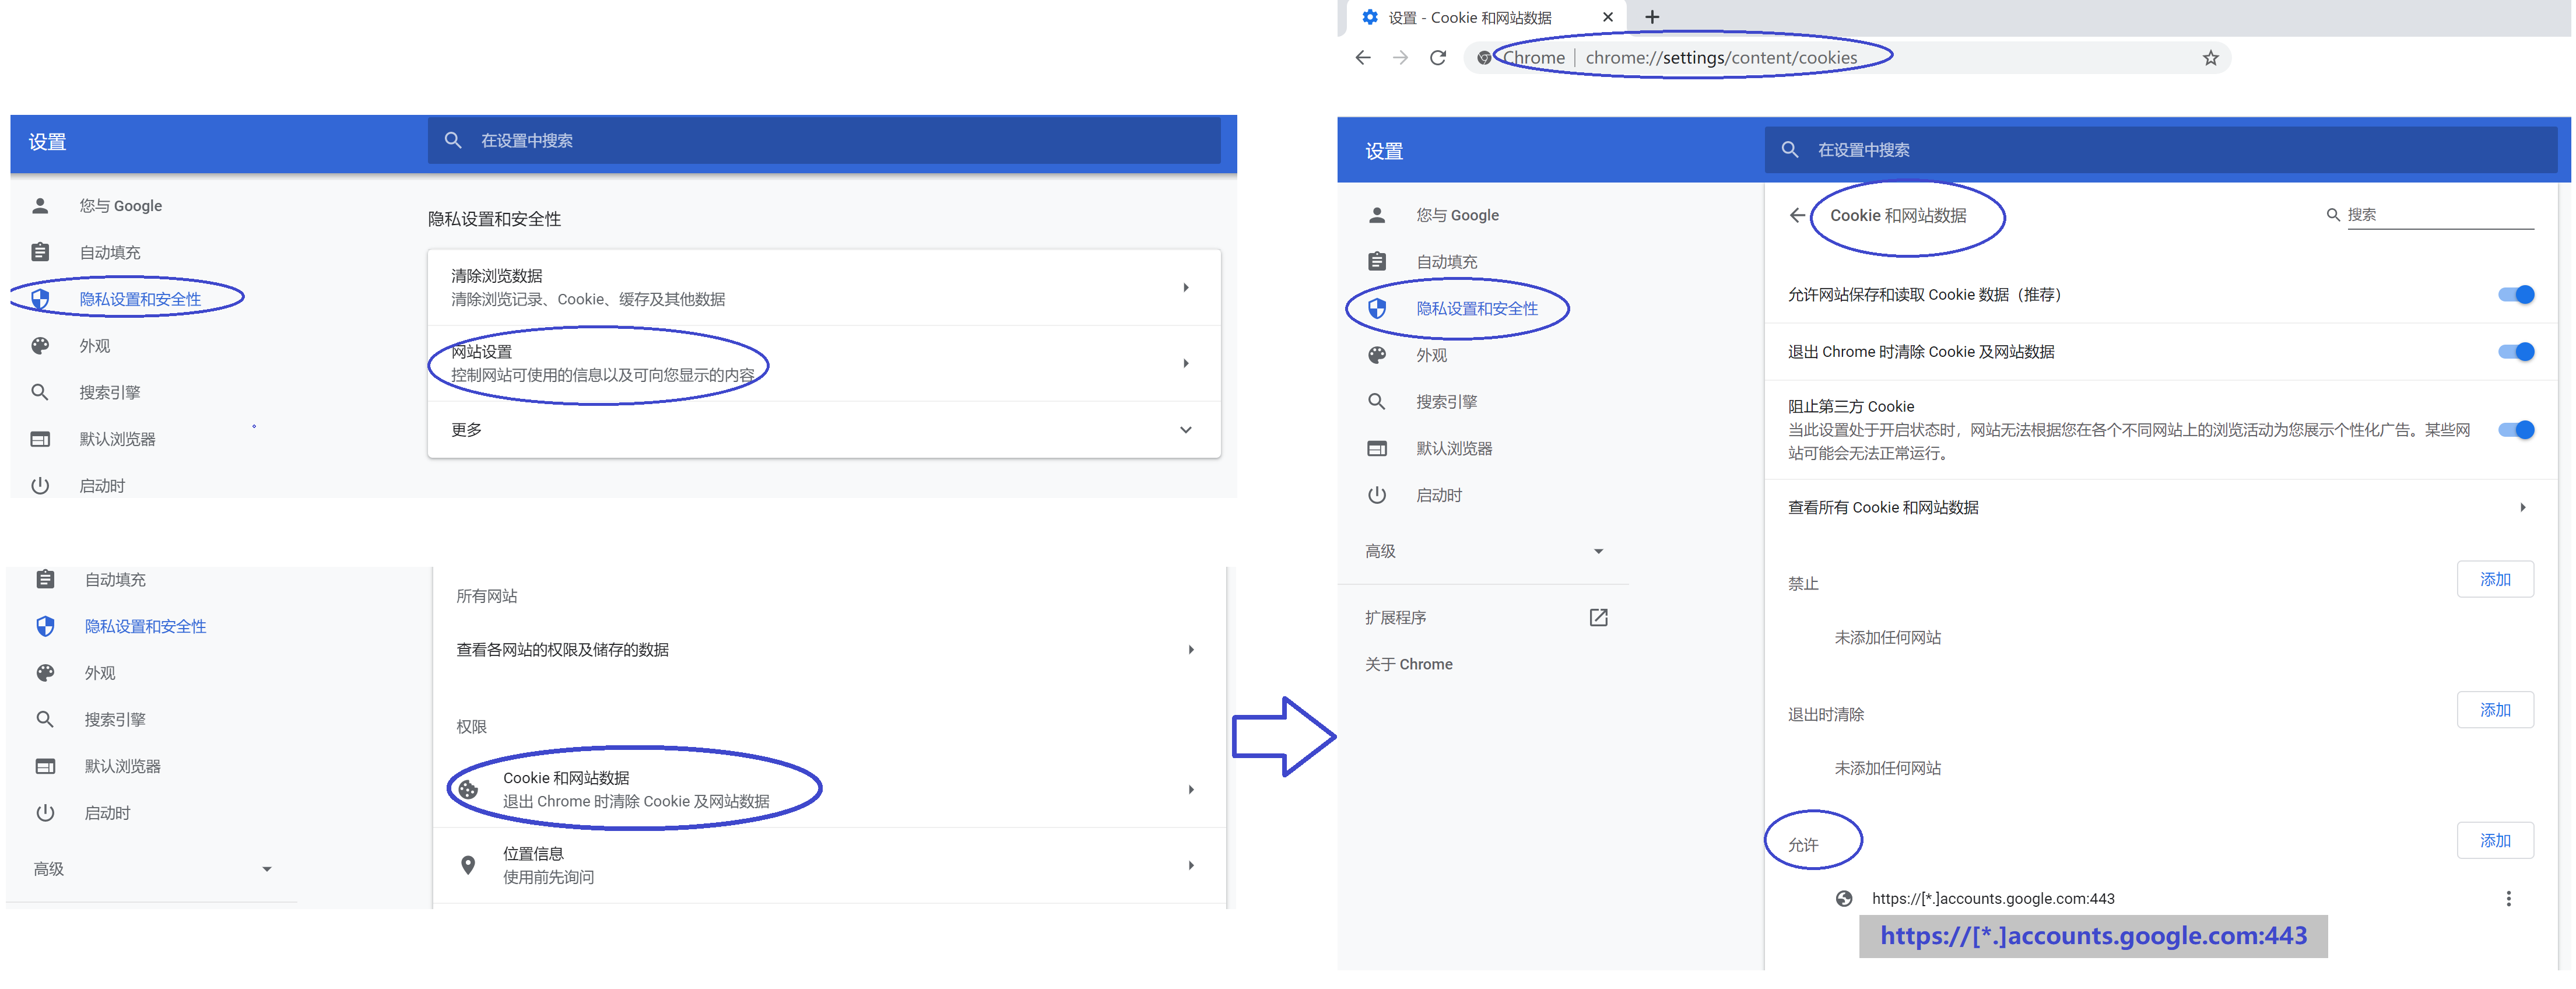 设置
在设置中搜索
您与 Google
自动填充
隐私设置和安全性
外观
搜索引擎
默认浏览器
启动时
隐私设置和安全性
清除浏览数据
清除浏览记录、Cookie、缓存及其他数据
网站设置
控制网站可使用的信息以及可向您显示的内容
更多
自动填充
隐私设置和安全性
外观
搜索引擎
默认浏览器
启动时
高级
所有网站
查看各网站的权限及储存的数据
权限
Cookie 和网站数据
退出 Chrome 时清除 Cookie 及网站数据
位置信息
使用前先询问
设置 - Cookie 和网站数据
Chrome | chrome://settings/content/cookies
设置
在设置中搜索
您与 Google
自动填充
隐私设置和安全性
外观
搜索引擎
默认浏览器
启动时
高级
扩展程序
关于 Chrome
Cookie 和网站数据
搜索
允许网站保存和读取 Cookie 数据（推荐）
退出 Chrome 时清除 Cookie 及网站数据
阻止第三方 Cookie
当此设置处于开启状态时，网站无法根据您在各个不同网站上的浏览活动为您展示个性化广告。某些网
站可能会无法正常运行。
查看所有 Cookie 和网站数据
禁止
添加
未添加任何网站
退出时清除
添加
未添加任何网站
允许
添加
https://[*.]accounts.google.com:443
https://[*.]accounts.google.com:443